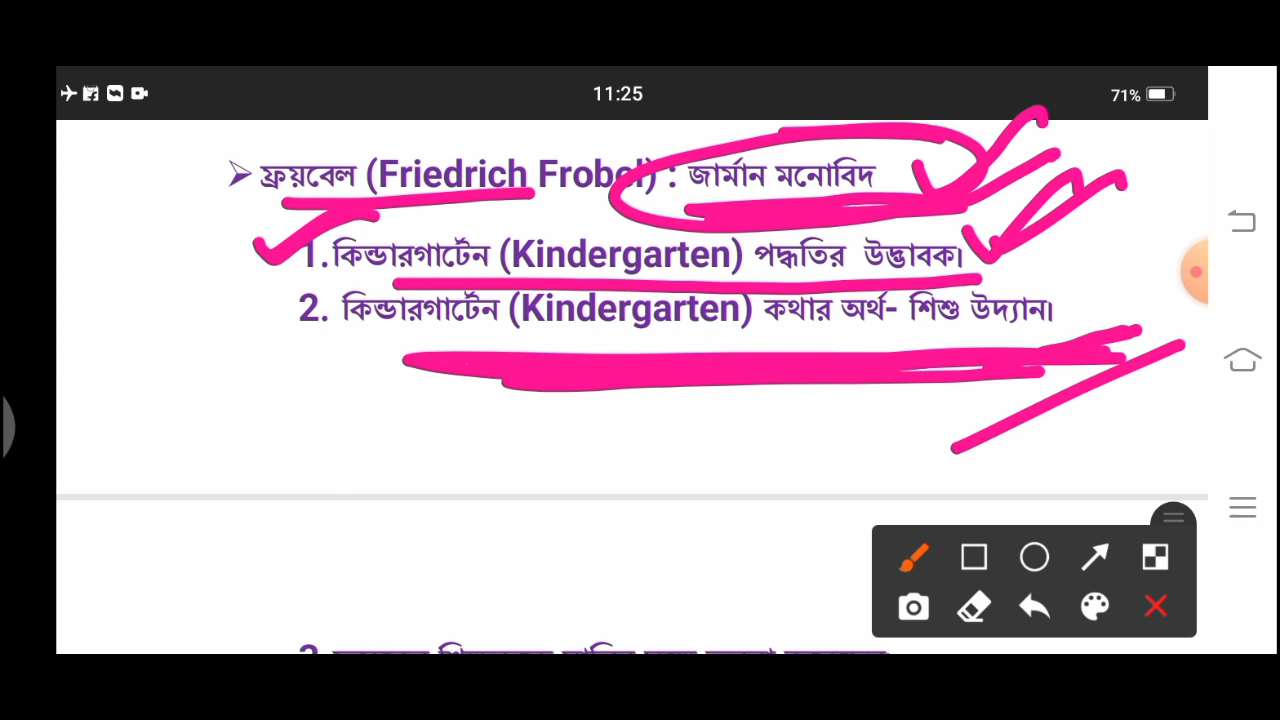 11:25
71%
➢ ফ্রয়বেল (Friedrich Frobel) : জার্মান মনোবিদ
1.কিন্ডারগার্টেন (Kindergarten) পদ্ধতির উদ্ভাবক।
2. কিন্ডারগার্টেন (Kindergarten) কথার অর্থ- শিশু উদ্যান।